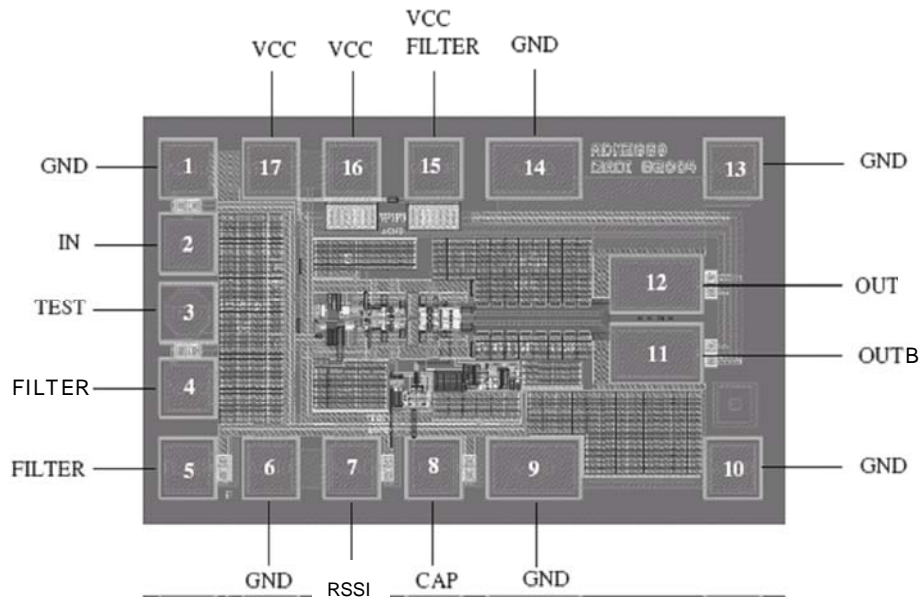 VCC
VCC
VCC
FILTER
GND
GND
1
17
16
15
14
13
GND
IN
2
TEST
3
12
OUT
11
OUTB
FILTER
4
FILTER
5
6
7
8
9
10
GND
GND
RSSI
CAP
GND